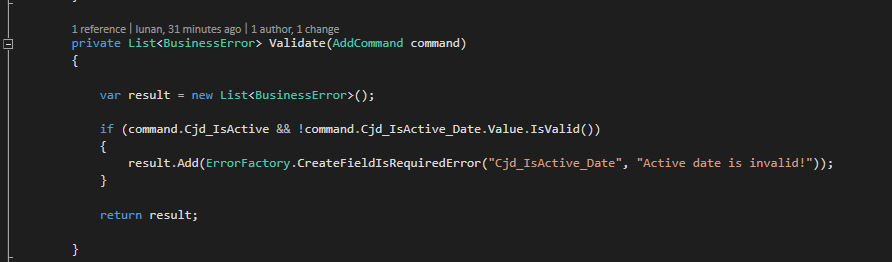 1 reference | lunan, 31 minutes ago | 1 author, 1 change
private List<BusinessError> Validate(AddCommand command)
{
var result = new List<BusinessError>();
if (command.Cjd_IsActive && !command.Cjd_IsActive_Date.Value.IsValid())
{
result.Add(ErrorFactory.CreateFieldIsRequiredError("Cjd_IsActive_Date", "Active date is invalid!"));
}
return result;
}